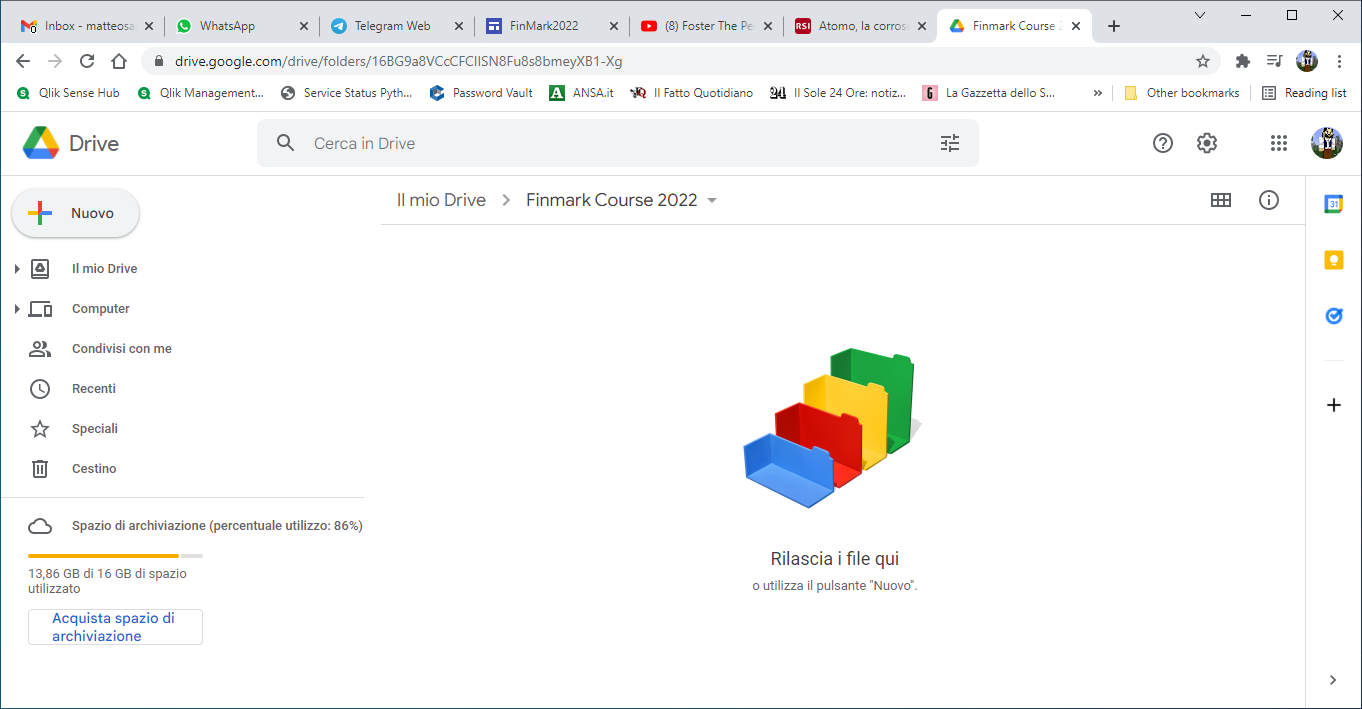 Inbox - matteosa
WhatsApp
Telegram Web
FinMark2022
(8) Foster The Pe
RSI Atomo, la corros
Finmark Course 2
drive.google.com/drive/folders/16BG9a8VCcCFCIISN8Fu8s8bmeyXB1-Xg
Qlik Sense Hub
Qlik Management...
Service Status Pyth...
Password Vault
A ANSA.it
Il Fatto Quotidiano
24 Il Sole 24 Ore: notiz...
G La Gazzetta dello S...
»
Other bookmarks
Reading list
Drive
Cerca in Drive
Nuovo
Il mio Drive
Finmark Course 2022
31
Il mio Drive
Computer
Condivisi con me
Recenti
Speciali
Cestino
Spazio di archiviazione (percentuale utilizzo: 86%)
13,86 GB di 16 GB di spazio
utilizzato
Acquista spazio di
archiviazione
Rilascia i file qui
o utilizza il pulsante "Nuovo".